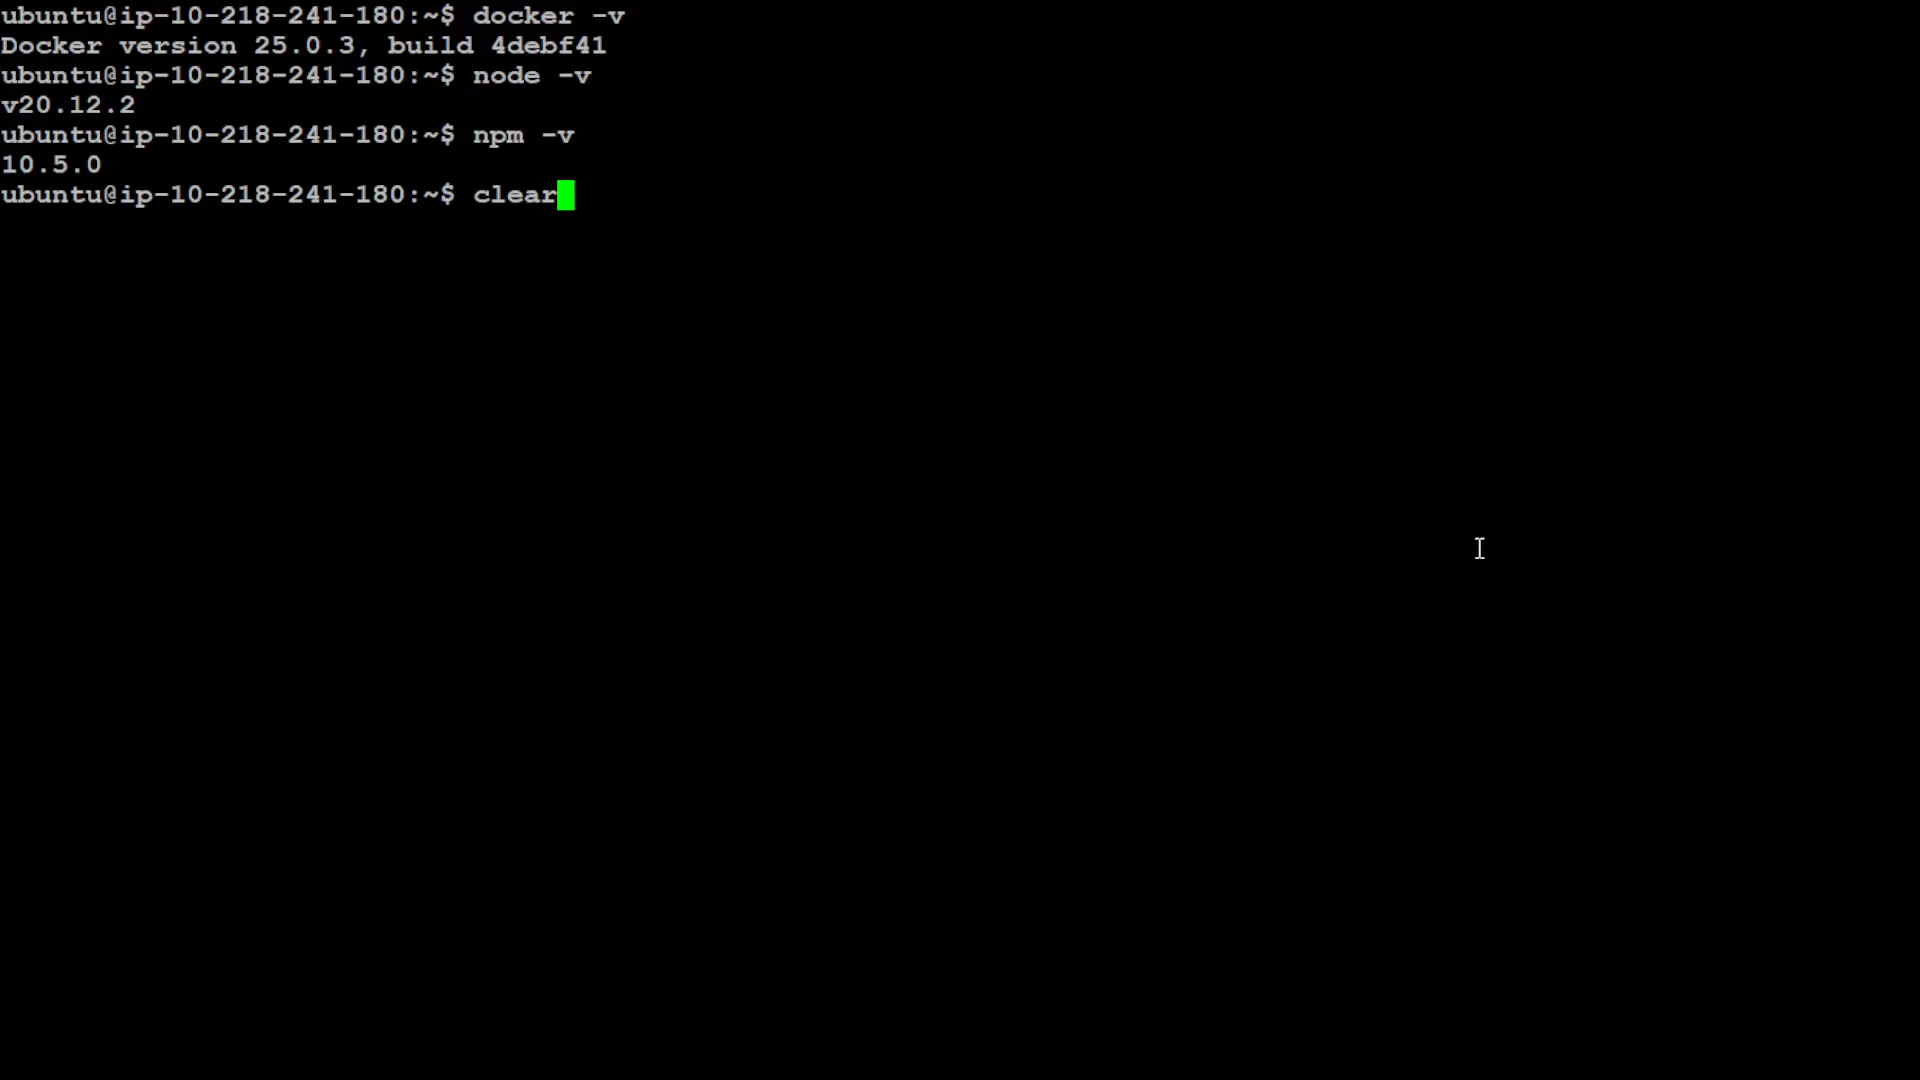 ubuntu@ip-10-218-241-180:~$ docker -v
Docker version 25.0.3, build 4debf41
ubuntu@ip-10-218-241-180:~$ node -v
v20.12.2
ubuntu@ip-10-218-241-180:~$ npm -v
10.5.0
ubuntu@ip-10-218-241-180:~$ clear